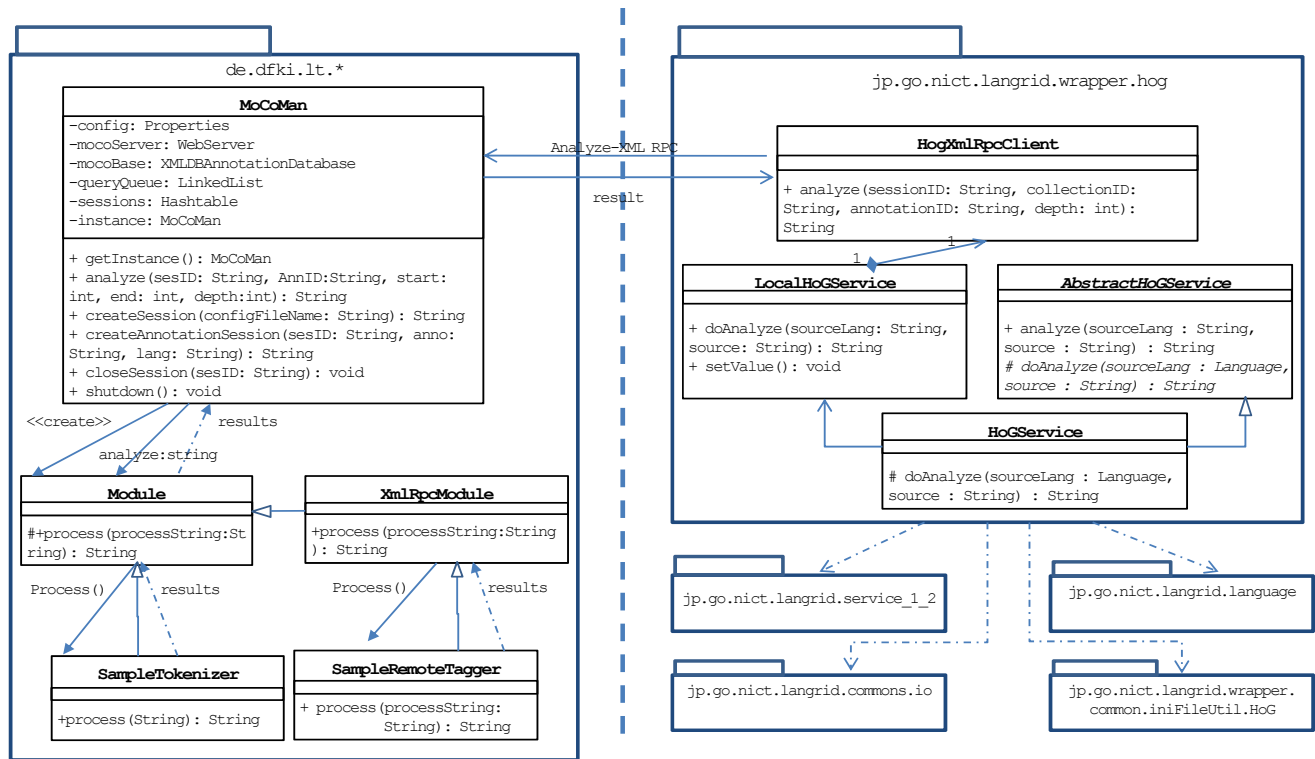 de.dfki.lt.*
MoCoMan
-config: Properties
-mocoServer: WebServer
-mocoBase: XMLDBAnnotationDatabase
-queryQueue: LinkedList
-sessions: Hashtable
-instance: MoCoMan
+ getInstance(): MoCoMan
+ analyze(sesID: String, AnnID:String, start:
int, end: int, depth:int): String
+ createSession(configFileName: String): String
+ createAnnotationSession(sesID: String, anno:
String, lang: String): String
+ closeSession(sesID: String): void
+ shutdown(): void
<<create>>
results
analyze:string
Module
#+process(processString:St
ring): String
XmlRpcModule
+process(processString:String
): String
Process()
results
Process()
results
SampleTokenizer
+process(String): String
SampleRemoteTagger
+ process(processString:
String): String
Analyze-XML RPC
result
jp.go.nict.langrid.wrapper.hog
HogXmlRpcClient
+ analyze(sessionID: String, collectionID:
String, annotationID: String, depth: int):
String
1
1
LocalHoGService
+ doAnalyze(sourceLang: String,
source: String): String
+ setValue(): void
AbstractHoGService
+ analyze(sourceLang : String,
source : String) : String
# doAnalyze(sourceLang : Language,
source : String) : String
HoGService
# doAnalyze(sourceLang : Language,
source : String) : String
jp.go.nict.langrid.service_1_2
jp.go.nict.langrid.language
jp.go.nict.langrid.commons.io
jp.go.nict.langrid.wrapper.
common.iniFileUtil.HoG